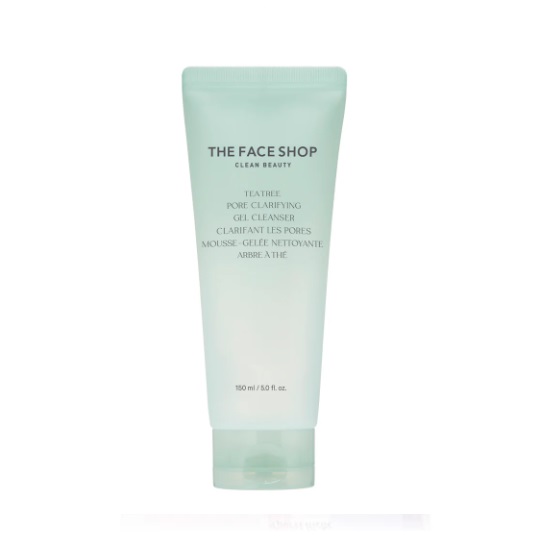 THE FACE SHOP
CLEAN BEAUTY
TEATREE
PORE CLARIFYING
GEL CLEANSER
CLARIFANT LES PORES
MOUSSE-GELÉE NETTOYANTE
ARBRE À THÉ
150 ml / 5.0 fl. oz.